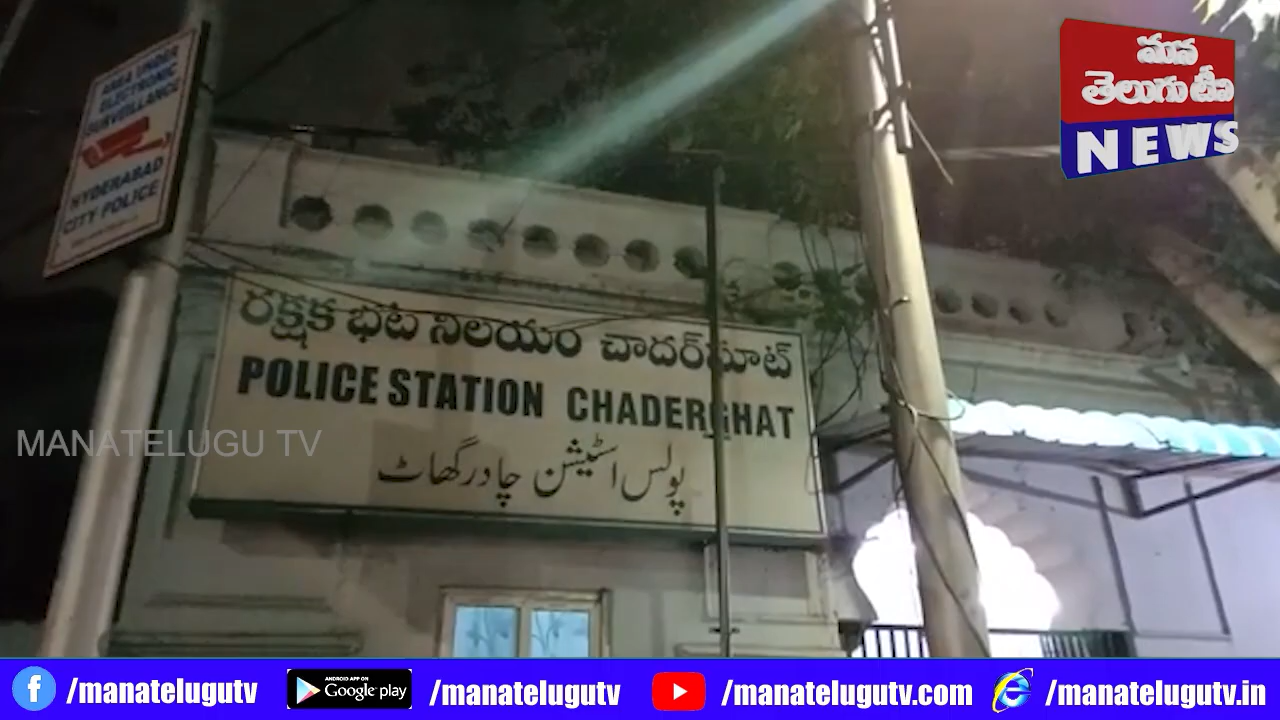 AREA UNDER
ELECTRONIC
SURVEILLANCE
HYDERABAD
CITY POLICE
మన
తెలుగు టీవి
NEWS
రక్షక భట నిలయం చాదర్‌ఘాట్
POLICE STATION CHADERGHAT
پولس اسٹیشن چادرگھاٹ
MANATELUGU TV
/manatelugutv
ANDROID APP ON
Google play
/manatelugutv
/manatelugutv.com
/manatelugutv.in